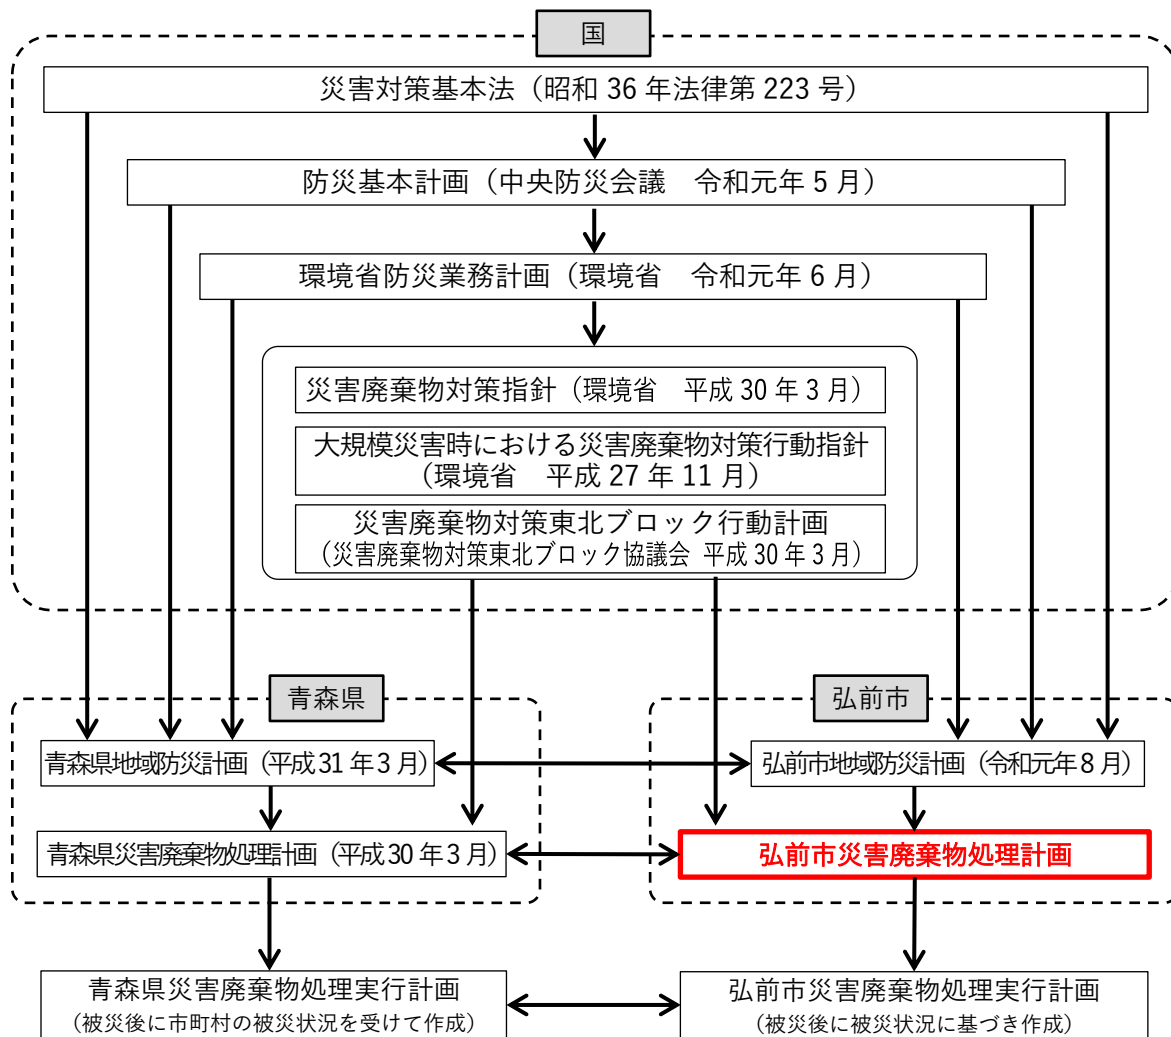 国
災害対策基本法（昭和 36 年法律第 223 号）
防災基本計画（中央防災会議　令和元年 5 月）
環境省防災業務計画（環境省　令和元年 6 月）
災害廃棄物対策指針（環境省　平成 30 年 3 月）
大規模災害時における災害廃棄物対策行動指針
（環境省　平成 27 年 11 月）
災害廃棄物対策東北ブロック行動計画
（災害廃棄物対策東北ブロック協議会 平成 30 年 3 月）
青森県
弘前市
青森県地域防災計画（平成 31 年 3 月）
弘前市地域防災計画（令和元年 8 月）
青森県災害廃棄物処理計画（平成 30 年 3 月）
弘前市災害廃棄物処理計画
青森県災害廃棄物処理実行計画
（被災後に市町村の被災状況を受けて作成）
弘前市災害廃棄物処理実行計画
（被災後に被災状況に基づき作成）